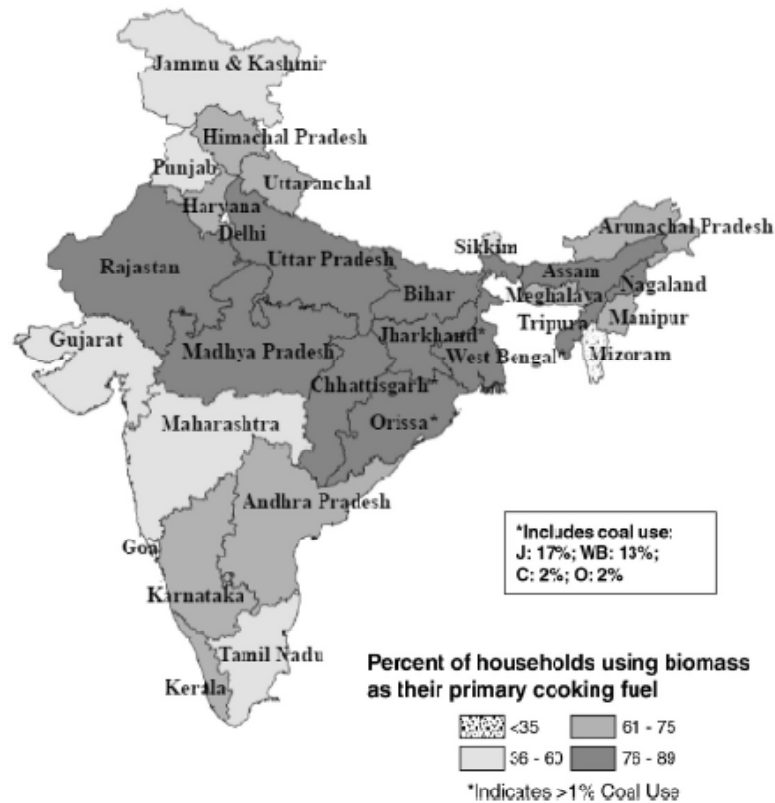 Jammu & Kashmir
Himachal Pradesh
Punjab
Uttaranchal
Haryana
Delhi
Arunachal Pradesh
Sikkim
Rajastan
Uttar Pradesh
Assam
Bihar
Meghalaya
Nagaland
Tripura
Manipur
Gujarat
Jharkhand*
Madhya Pradesh
West Bengal*
Mizoram
Chhattisgarh*
Maharashtra
Orissa*
Andhra Pradesh
Goa
*Includes coal use:
J: 17%; WB: 13%;
C: 2%; O: 2%
Karnataka
Tamil Nadu
Kerala
Percent of households using biomass
as their primary cooking fuel
<35
61 - 75
36 - 60
76 - 89
*Indicates >1% Coal Use